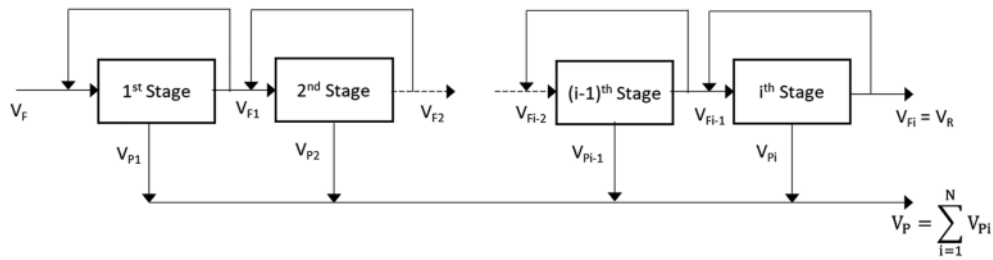 1st Stage
2nd Stage
(i-1)th Stage
ith Stage
VF
VF1
VF2
VFi-2
VFi-1
VFi = VR
VP1
VP2
VPi-1
VPi
VP = ∑ i=1 N VPi